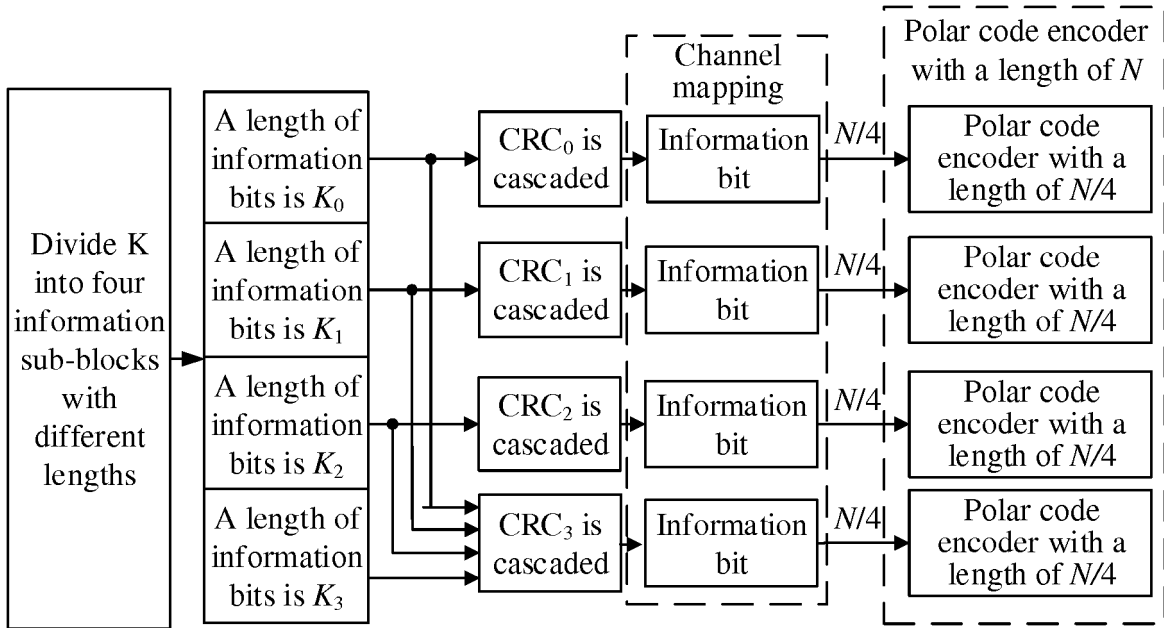 Divide K
into four
information
sub-blocks
with
different
lengths
A length of
information
bits is K0
A length of
information
bits is K1
A length of
information
bits is K2
A length of
information
bits is K3
CRC0 is
cascaded
CRC1 is
cascaded
CRC2 is
cascaded
CRC3 is
cascaded
Channel
mapping
Information
bit
Information
bit
Information
bit
Information
bit
N/4
N/4
N/4
N/4
Polar code encoder
with a length of N
Polar code
encoder with a
length of N/4
Polar code
encoder with a
length of N/4
Polar code
encoder with a
length of N/4
Polar code
encoder with a
length of N/4